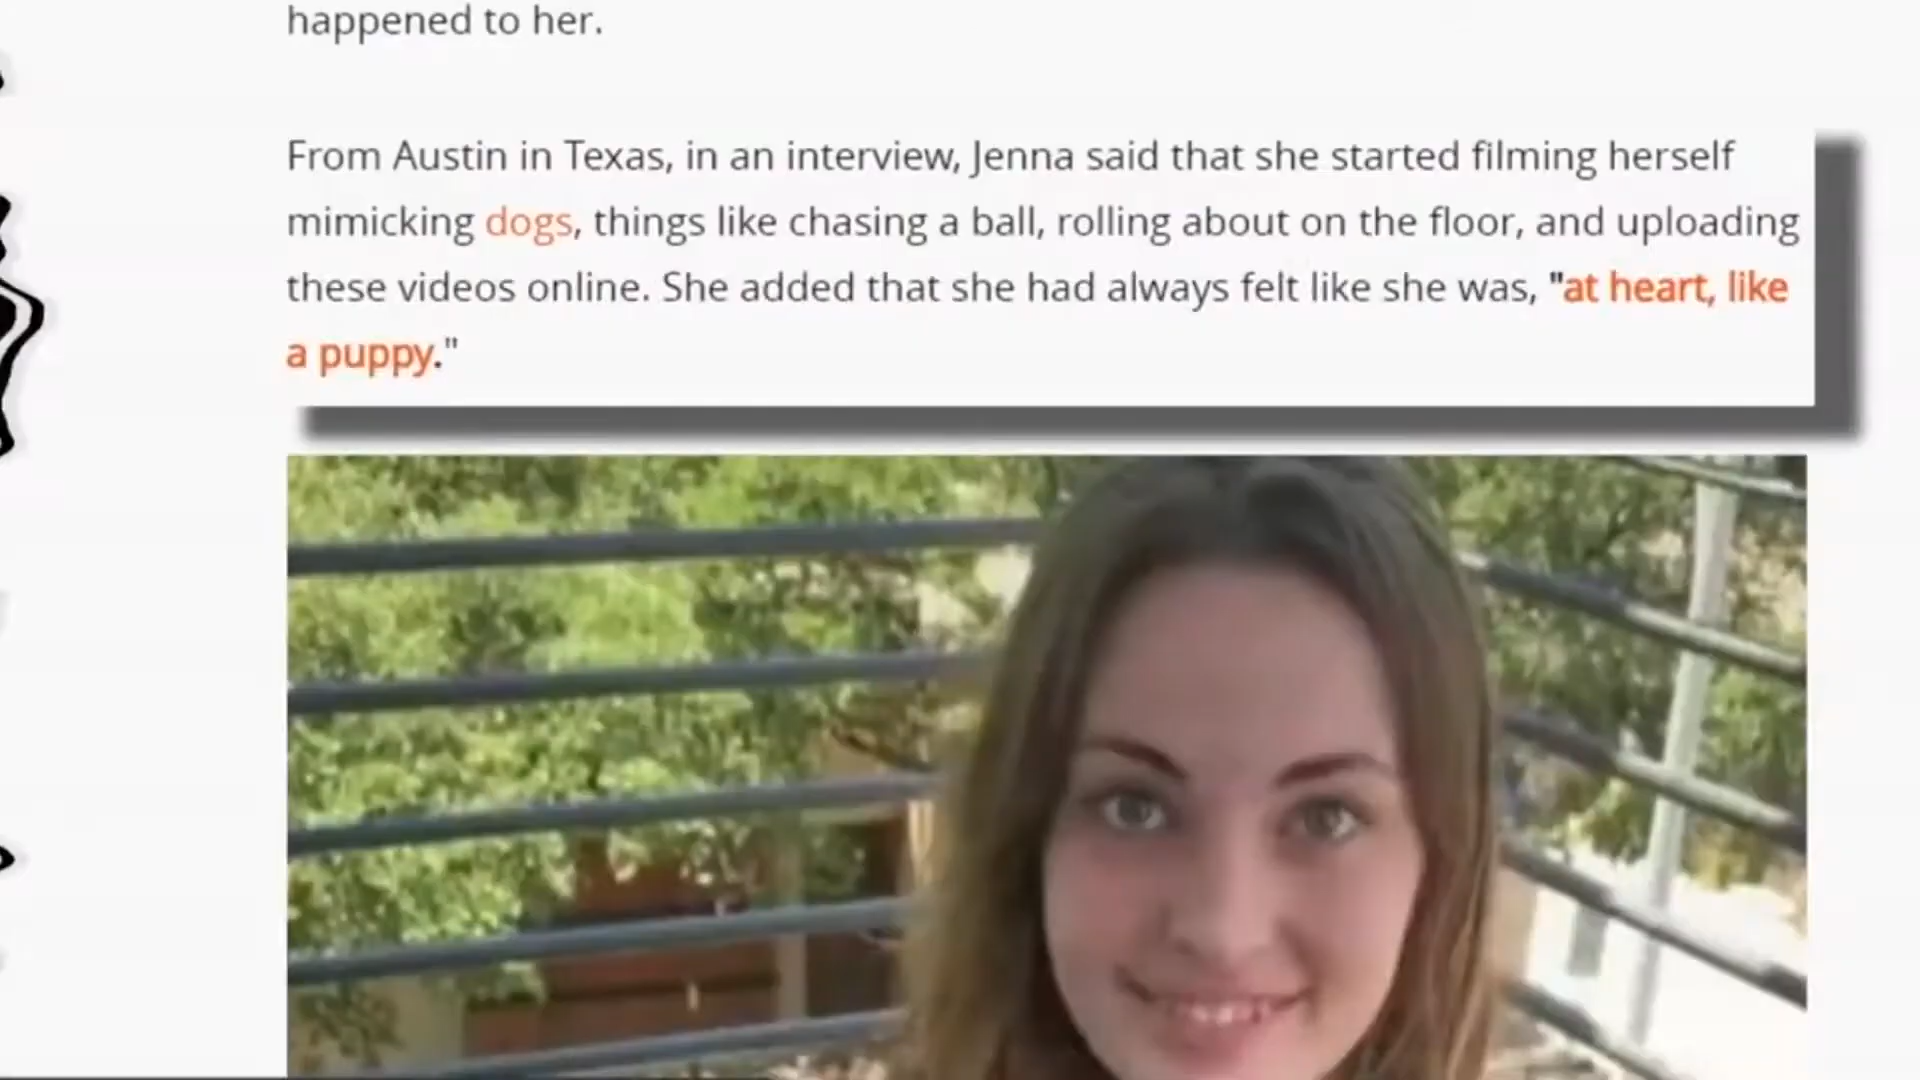 happened to her.
From Austin in Texas, in an interview, Jenna said that she started filming herself
mimicking dogs, things like chasing a ball, rolling about on the floor, and uploading
these videos online. She added that she had always felt like she was, "at heart, like
a puppy."